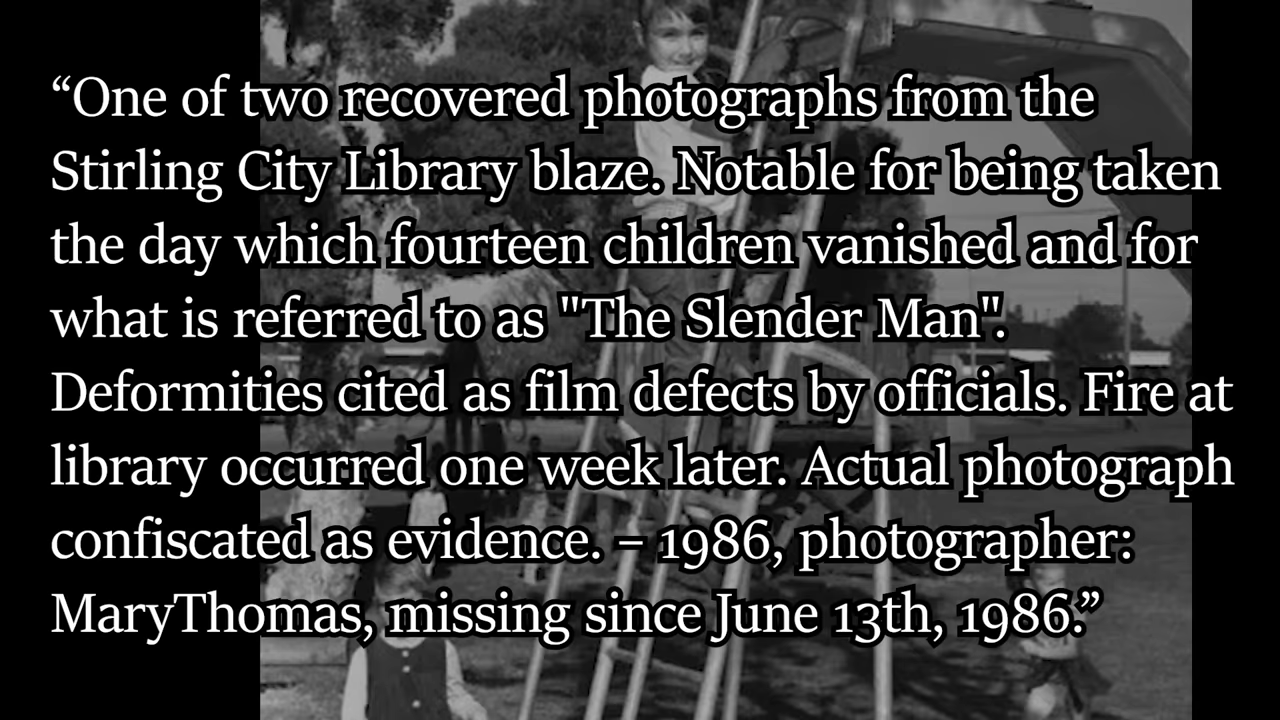 “One of two recovered photographs from the
Stirling City Library blaze. Notable for being taken
the day which fourteen children vanished and for
what is referred to as "The Slender Man".
Deformities cited as film defects by officials. Fire at
library occurred one week later. Actual photograph
confiscated as evidence. – 1986, photographer:
MaryThomas, missing since June 13th, 1986.”